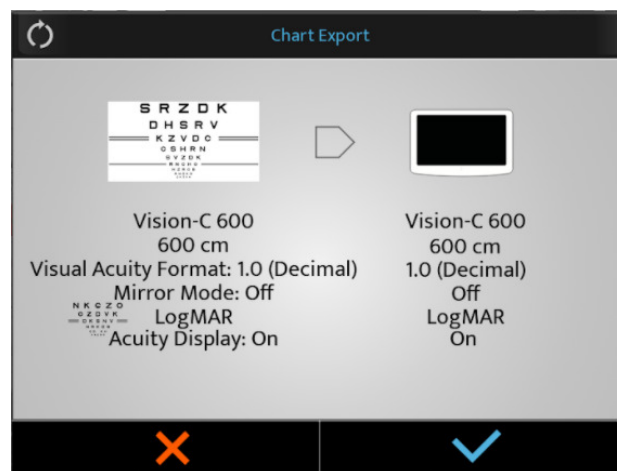 Chart Export
S R Z D K
D H S R V
K Z V D C
O S H R N
S V Z D K
Vision-C 600
600 cm
Visual Acuity Format: 1.0 (Decimal)
Mirror Mode: Off
N K C Z O
LogMAR
Acuity Display: On
Vision-C 600
600 cm
1.0 (Decimal)
Off
LogMAR
On